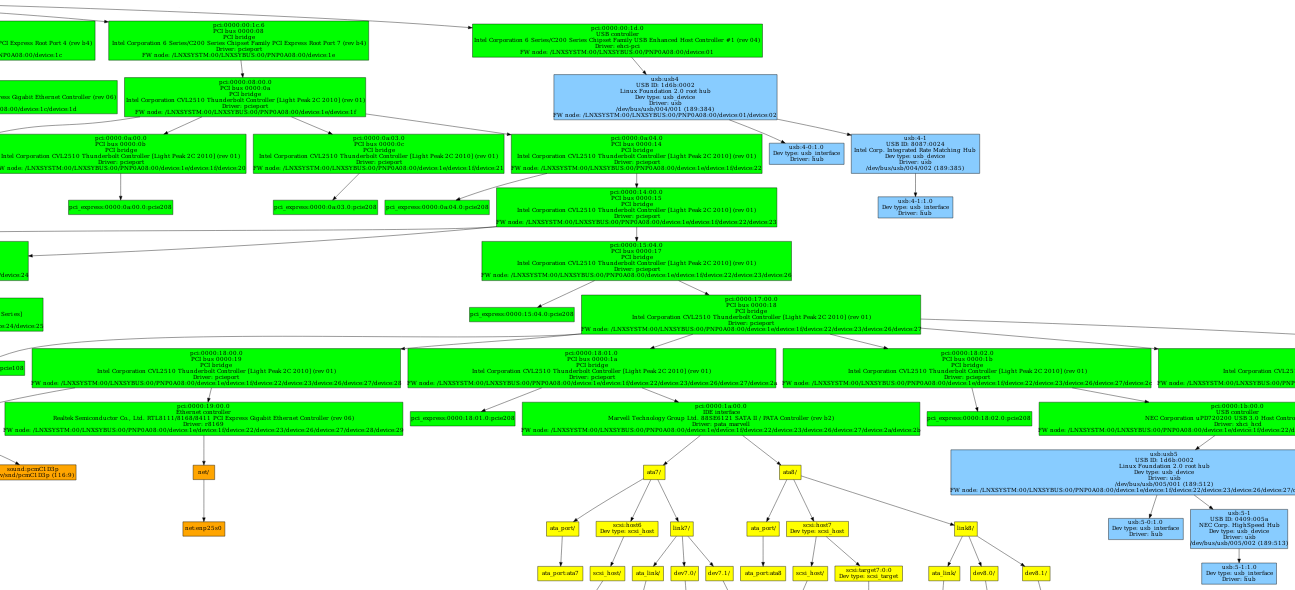 pci:0000:00:1c.6
PCI bus 0000:08
PCI bridge
Intel Corporation 6 Series/C200 Series Chipset Family PCI Express Root Port 7 (rev b4)
Driver: pcieport
FW node: /LNXSYSTM:00/LNXSYBUS:00/PNP0A08:00/device:1e
PCI Express Root Port 4 (rev b4)
PNP0A08:00/device:1c
pci:0000:00:1d.0
USB controller
Intel Corporation 6 Series/C200 Series Chipset Family USB Enhanced Host Controller #1 (rev 04)
Driver: ehci-pci
FW node: /LNXSYSTM:00/LNXSYBUS:00/PNP0A08:00/device:01
Gigabit Ethernet Controller (rev 06)
08:00/device:1c/device:1d
pci:0000:08:00.0
PCI bus 0000:0a
PCI bridge
Intel Corporation CVL2510 Thunderbolt Controller [Light Peak 2C 2010] (rev 01)
Driver: pcieport
FW node: /LNXSYSTM:00/LNXSYBUS:00/PNP0A08:00/device:1e/device:1f
usb:usb4
USB ID: 1d6b:0002
Linux Foundation 2.0 root hub
Dev type: usb_device
Driver: usb
/dev/bus/usb/004/001 (189:384)
FW node: /LNXSYSTM:00/LNXSYBUS:00/PNP0A08:00/device:01/device:02
pci:0000:0a:00.0
PCI bus 0000:0b
PCI bridge
Intel Corporation CVL2510 Thunderbolt Controller [Light Peak 2C 2010] (rev 01)
Driver: pcieport
FW node: /LNXSYSTM:00/LNXSYBUS:00/PNP0A08:00/device:1e/device:1f/device:20
pci:0000:0a:03.0
PCI bus 0000:0c
PCI bridge
Intel Corporation CVL2510 Thunderbolt Controller [Light Peak 2C 2010] (rev 01)
Driver: pcieport
FW node: /LNXSYSTM:00/LNXSYBUS:00/PNP0A08:00/device:1e/device:1f/device:21
pci:0000:0a:04.0
PCI bus 0000:14
PCI bridge
Intel Corporation CVL2510 Thunderbolt Controller [Light Peak 2C 2010] (rev 01)
Driver: pcieport
FW node: /LNXSYSTM:00/LNXSYBUS:00/PNP0A08:00/device:1e/device:1f/device:22
usb:4-0:1.0
Dev type: usb_interface
Driver: hub
usb:4-1
USB ID: 8087:0024
Intel Corp. Integrated Rate Matching Hub
Dev type: usb_device
Driver: usb
/dev/bus/usb/004/002 (189:385)
pci_express:0000:0a:00.0:pcie208
pci_express:0000:0a:03.0:pcie208
pci_express:0000:0a:04.0:pcie208
pci:0000:14:00.0
PCI bus 0000:15
PCI bridge
Intel Corporation CVL2510 Thunderbolt Controller [Light Peak 2C 2010] (rev 01)
Driver: pcieport
FW node: /LNXSYSTM:00/LNXSYBUS:00/PNP0A08:00/device:1e/device:1f/device:22/device:23
usb:4-1:1.0
Dev type: usb_interface
Driver: hub
device:24
pci:0000:15:04.0
PCI bus 0000:17
PCI bridge
Intel Corporation CVL2510 Thunderbolt Controller [Light Peak 2C 2010] (rev 01)
Driver: pcieport
FW node: /LNXSYSTM:00/LNXSYBUS:00/PNP0A08:00/device:1e/device:1f/device:22/device:23/device:26
Series]
24/device:25
pci_express:0000:15:04.0:pcie208
pci:0000:17:00.0
PCI bus 0000:18
PCI bridge
Intel Corporation CVL2510 Thunderbolt Controller [Light Peak 2C 2010] (rev 01)
Driver: pcieport
FW node: /LNXSYSTM:00/LNXSYBUS:00/PNP0A08:00/device:1e/device:1f/device:22/device:23/device:26/device:27
pcie108
pci:0000:18:00.0
PCI bus 0000:19
PCI bridge
Intel Corporation CVL2510 Thunderbolt Controller [Light Peak 2C 2010] (rev 01)
Driver: pcieport
FW node: /LNXSYSTM:00/LNXSYBUS:00/PNP0A08:00/device:1e/device:1f/device:22/device:23/device:26/device:27/device:28
pci:0000:18:01.0
PCI bus 0000:1a
PCI bridge
Intel Corporation CVL2510 Thunderbolt Controller [Light Peak 2C 2010] (rev 01)
Driver: pcieport
FW node: /LNXSYSTM:00/LNXSYBUS:00/PNP0A08:00/device:1e/device:1f/device:22/device:23/device:26/device:27/device:2a
pci:0000:18:02.0
PCI bus 0000:1b
PCI bridge
Intel Corporation CVL2510 Thunderbolt Controller [Light Peak 2C 2010] (rev 01)
Driver: pcieport
FW node: /LNXSYSTM:00/LNXSYBUS:00/PNP0A08:00/device:1e/device:1f/device:22/device:23/device:26/device:27/device:2c
Intel Corporation CVL25
FW node: /LNXSYSTM:00/LNXSYBUS:00/PNP
pci:0000:19:00.0
Ethernet controller
Realtek Semiconductor Co., Ltd. RTL8111/8168/8411 PCI Express Gigabit Ethernet Controller (rev 06)
Driver: r8169
FW node: /LNXSYSTM:00/LNXSYBUS:00/PNP0A08:00/device:1e/device:1f/device:22/device:23/device:26/device:27/device:28/device:29
pci_express:0000:18:01.0:pcie208
pci:0000:1a:00.0
IDE interface
Marvell Technology Group Ltd. 88SE6121 SATA II / PATA Controller (rev b2)
Driver: pata_marvell
FW node: /LNXSYSTM:00/LNXSYBUS:00/PNP0A08:00/device:1e/device:1f/device:22/device:23/device:26/device:27/device:2a/device:2b
pci_express:0000:18:02.0:pcie208
pci:0000:1b:00.0
USB controller
NEC Corporation uPD720200 USB 3.0 Host Contro
Driver: xhci_hcd
FW node: /LNXSYSTM:00/LNXSYBUS:00/PNP0A08:00/device:1e/device:1f/device:22/d
sound:pcmC1D3p
v/snd/pcmC1D3p (116:9)
net/
ata7/
ata8/
usb:usb5
USB ID: 1d6b:0002
Linux Foundation 2.0 root hub
Dev type: usb_device
Driver: usb
/dev/bus/usb/005/001 (189:512)
FW node: /LNXSYSTM:00/LNXSYBUS:00/PNP0A08:00/device:1e/device:1f/device:22/device:23/device:26/device:27/d
net:enp25s0
ata_port/
scsi:host6
Dev type: scsi_host
link7/
ata_port/
scsi:host7
Dev type: scsi_host
link8/
usb:5-0:1.0
Dev type: usb_interface
Driver: hub
usb:5-1
USB ID: 0409:005a
NEC Corp. HighSpeed Hub
Dev type: usb_device
Driver: usb
/dev/bus/usb/005/002 (189:513)
ata_port:ata7
scsi_host/
ata_link/
dev7.0/
dev7.1/
ata_port:ata8
scsi_host/
scsi:target7:0:0
Dev type: scsi_target
ata_link/
dev8.0/
dev8.1/
usb:5-1:1.0
Dev type: usb_interface
Driver: hub